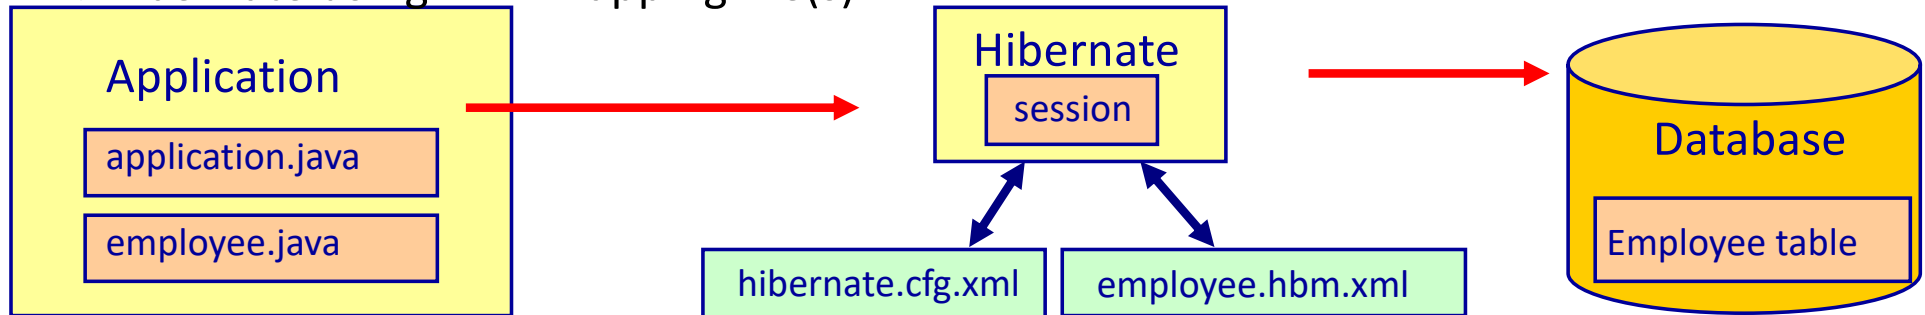 Application
application.java
employee.java
Hibernate
session
hibernate.cfg.xml
employee.hbm.xml
Database
Employee table